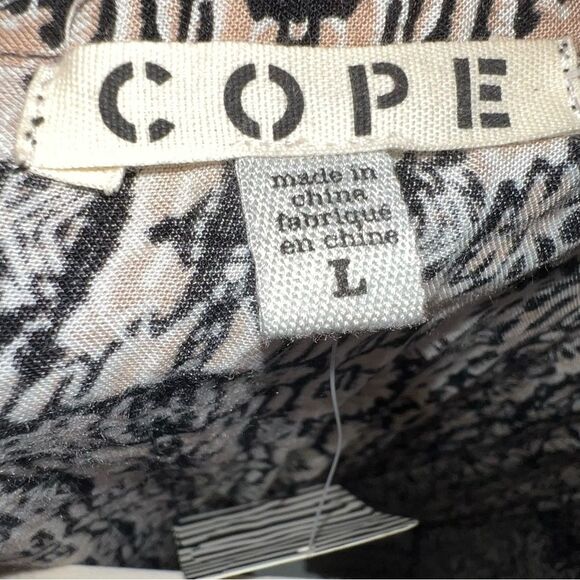 COPE
made in
china
fabriqué
en chine
L